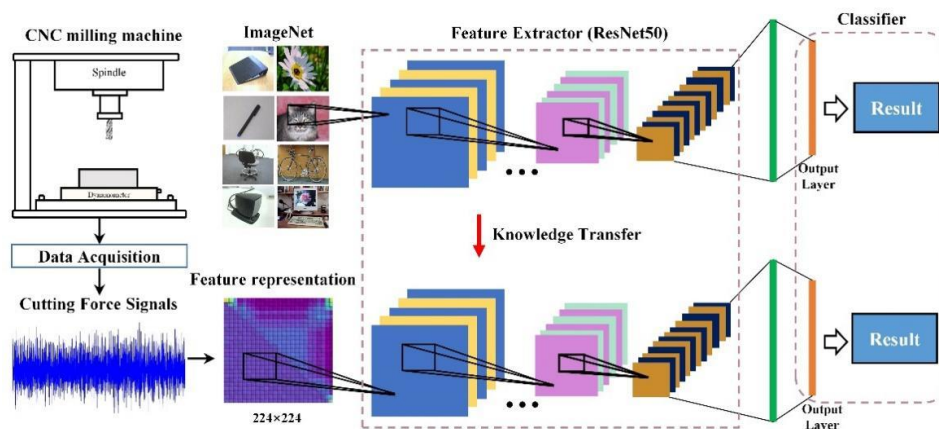 CNC milling machine
Spindle
Dynamometer
Data Acquisition
Cutting Force Signals
ImageNet
Feature representation
224×224
Feature Extractor (ResNet50)
Knowledge Transfer
Classifier
Result
Output
Layer
Result
Output
Layer